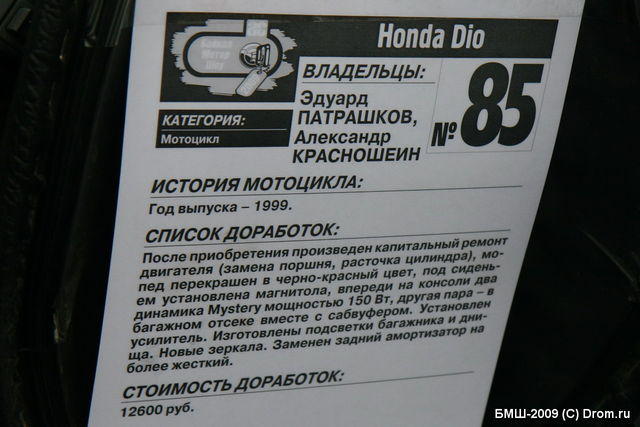 Honda Dio
Байкал
Мотор
Шоу
ВЛАДЕЛЬЦЫ:
Эдуард
ПАТРАШКОВ,
Александр
КРАСНОШЕИН
№85
КАТЕГОРИЯ:
Мотоцикл
ИСТОРИЯ МОТОЦИКЛА:
Год выпуска – 1999.
СПИСОК ДОРАБОТОК:
После приобретения произведен капитальный ремонт
двигателя (замена поршня, расточка цилиндра), мо-
пед перекрашен в черно-красный цвет, под сидень-
ем установлена магнитола, впереди на консоли два
динамика Mystery мощностью 150 Вт, другая пара – в
багажном отсеке вместе с сабвуфером. Установлен
усилитель. Изготовлены подсветки багажника и дни-
ща. Новые зеркала. Заменен задний амортизатор на
более жесткий.
СТОИМОСТЬ ДОРАБОТОК:
12600 руб.
БМШ-2009 (C) Drom.ru